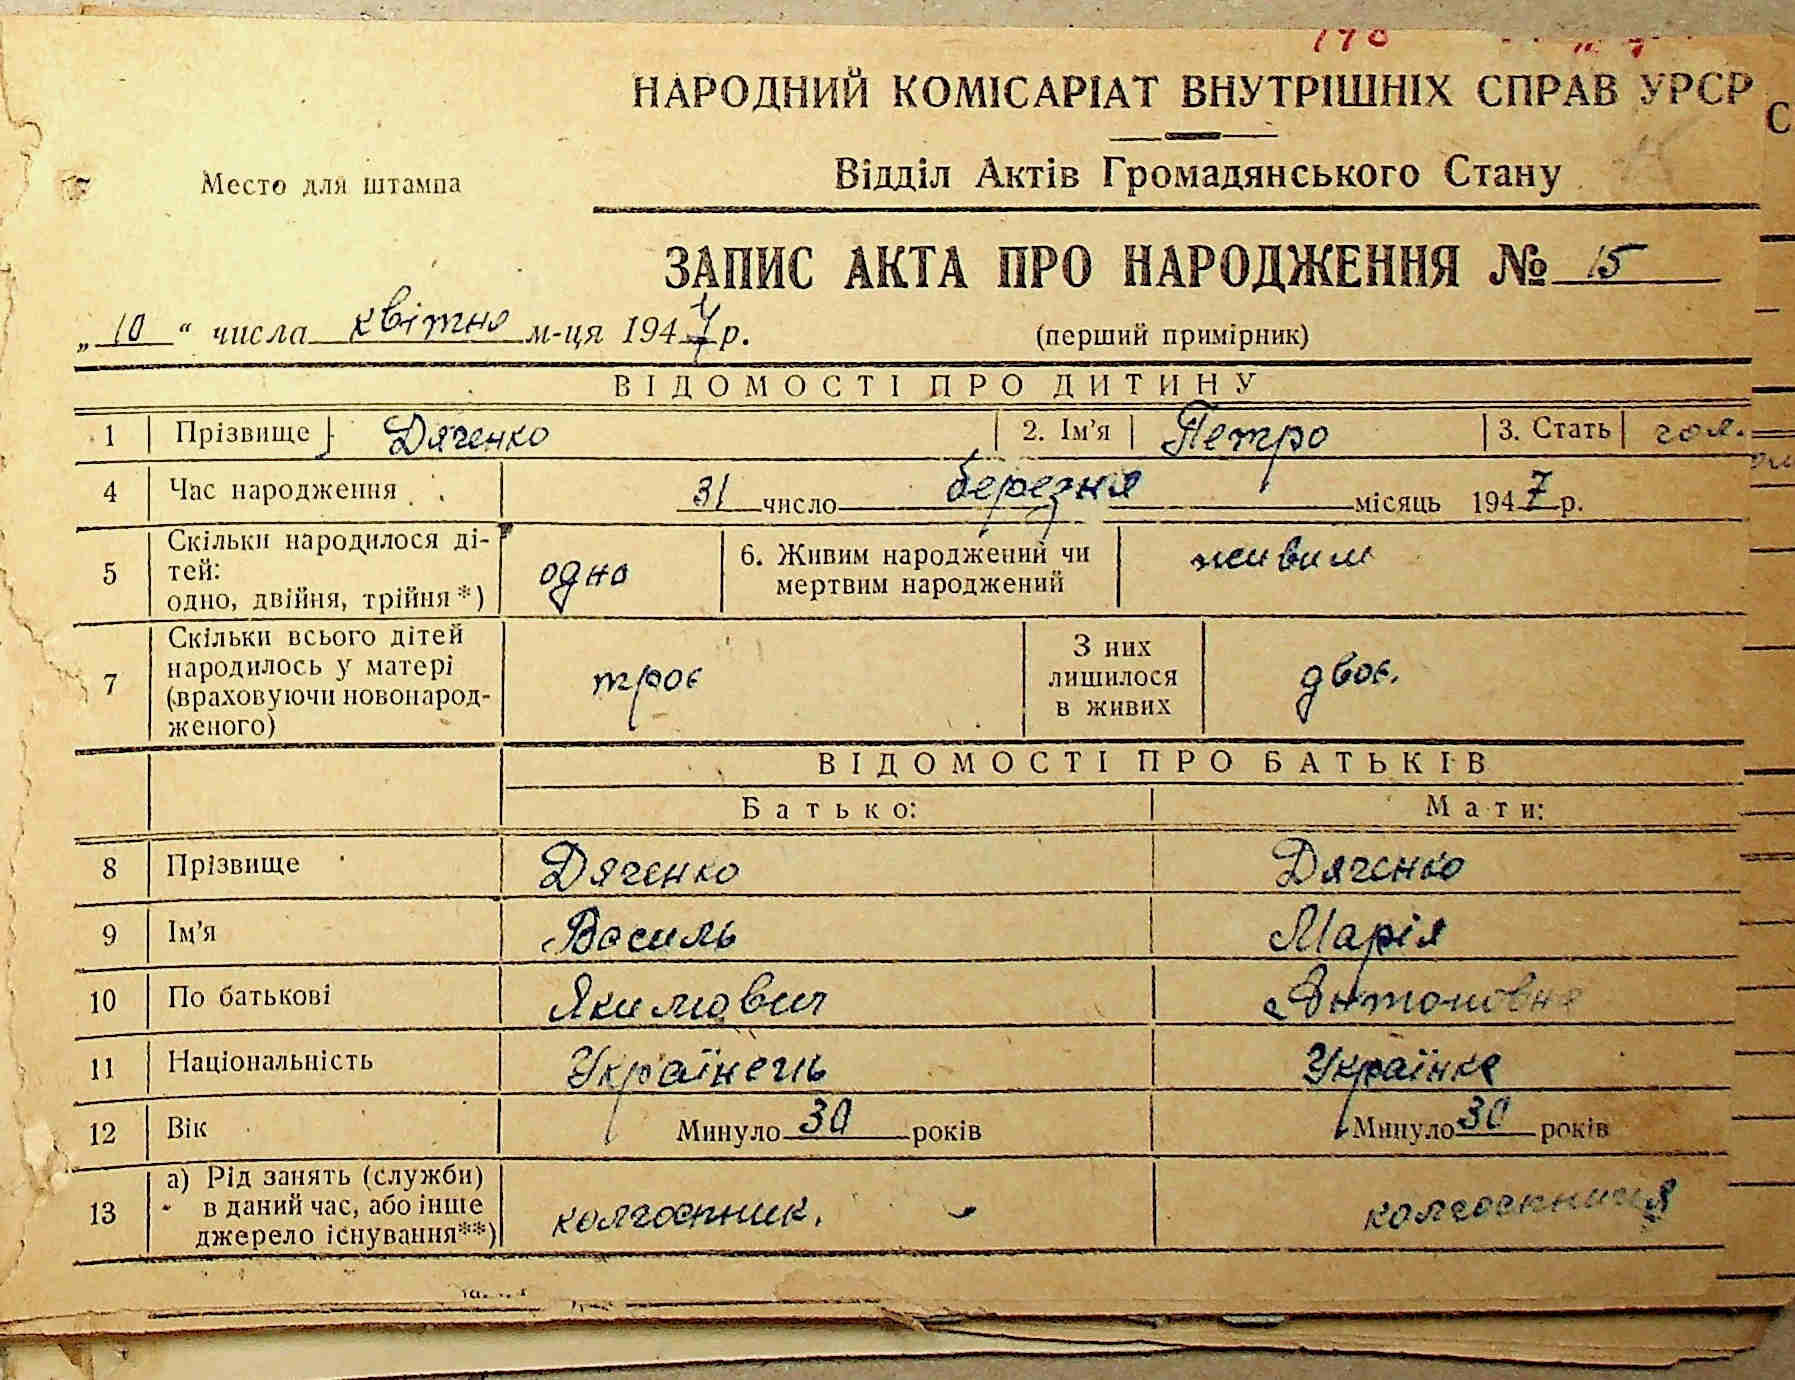 НАРОДНИЙ КОМІСАРІАТ ВНУТРІШНІХ СПРАВ УРСР
Место для штампа
Відділ Актів Громадянського Стану
ЗАПИС АКТА ПРО НАРОДЖЕННЯ № 15
„10“ числа квітня м-ця 1947 р.
(перший примірник)
ВІДОМОСТІ ПРО ДИТИНУ
1 Прізвище Дяченко 2. Ім'я Петро 3. Стать чол.
4 Час народження 31 число березня місяць 1947 р.
5 Скільки народилося ді-
тей:
одно, двійня, трійня*) одно 6. Живим народжений чи
мертвим народжений живим
7 Скільки всього дітей
народилось у матері
(враховуючи новонарод-
женого) троє З них
лишилося
в живих двоє.
ВІДОМОСТІ ПРО БАТЬКІВ
Батько: Мати:
8 Прізвище Дяченко Дяченко
9 Ім'я Василь Марія
10 По батькові Якимович Антоновна
11 Національність Українець Українка
12 Вік Минуло 30 років Минуло 30 років
13 а) Рід занять (служби)
в даний час, або інше
джерело існування**) колгоспник. колгоспниця